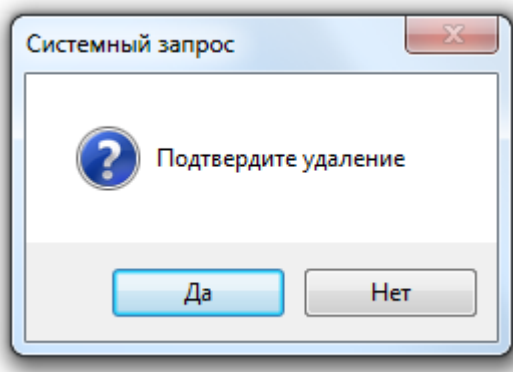 Системный запрос
Подтвердите удаление
Да
Нет